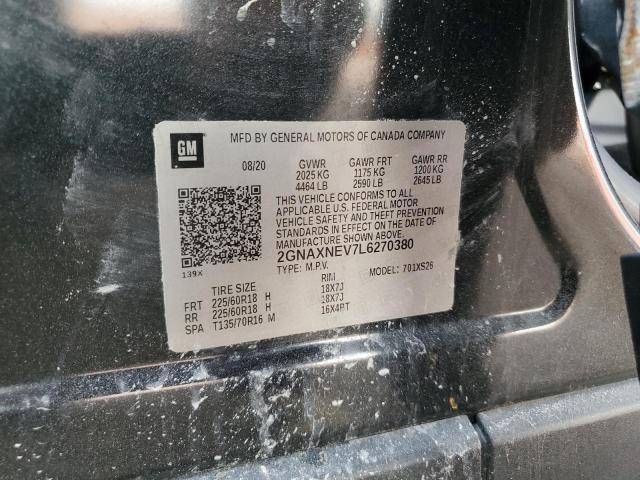 MFD BY GENERAL MOTORS OF CANADA COMPANY
GM
08/20 GVWR GAWR FRT GAWR RR
2025 KG 1175 KG 1200 KG
4464 LB 2590 LB 2645 LB
THIS VEHICLE CONFORMS TO ALL
APPLICABLE U.S. FEDERAL MOTOR
VEHICLE SAFETY AND THEFT PREVENTION
STANDARDS IN EFFECT ON THE DATE OF
MANUFACTURE SHOWN ABOVE.
2GNAXNEV7L6270380
139X
TYPE: M.P.V. MODEL: 701XS26
TIRE SIZE RIM
FRT 225/60R18 H 18X7J
RR 225/60R18 H 18X7J
SPA T135/70R16 M 16X4PT